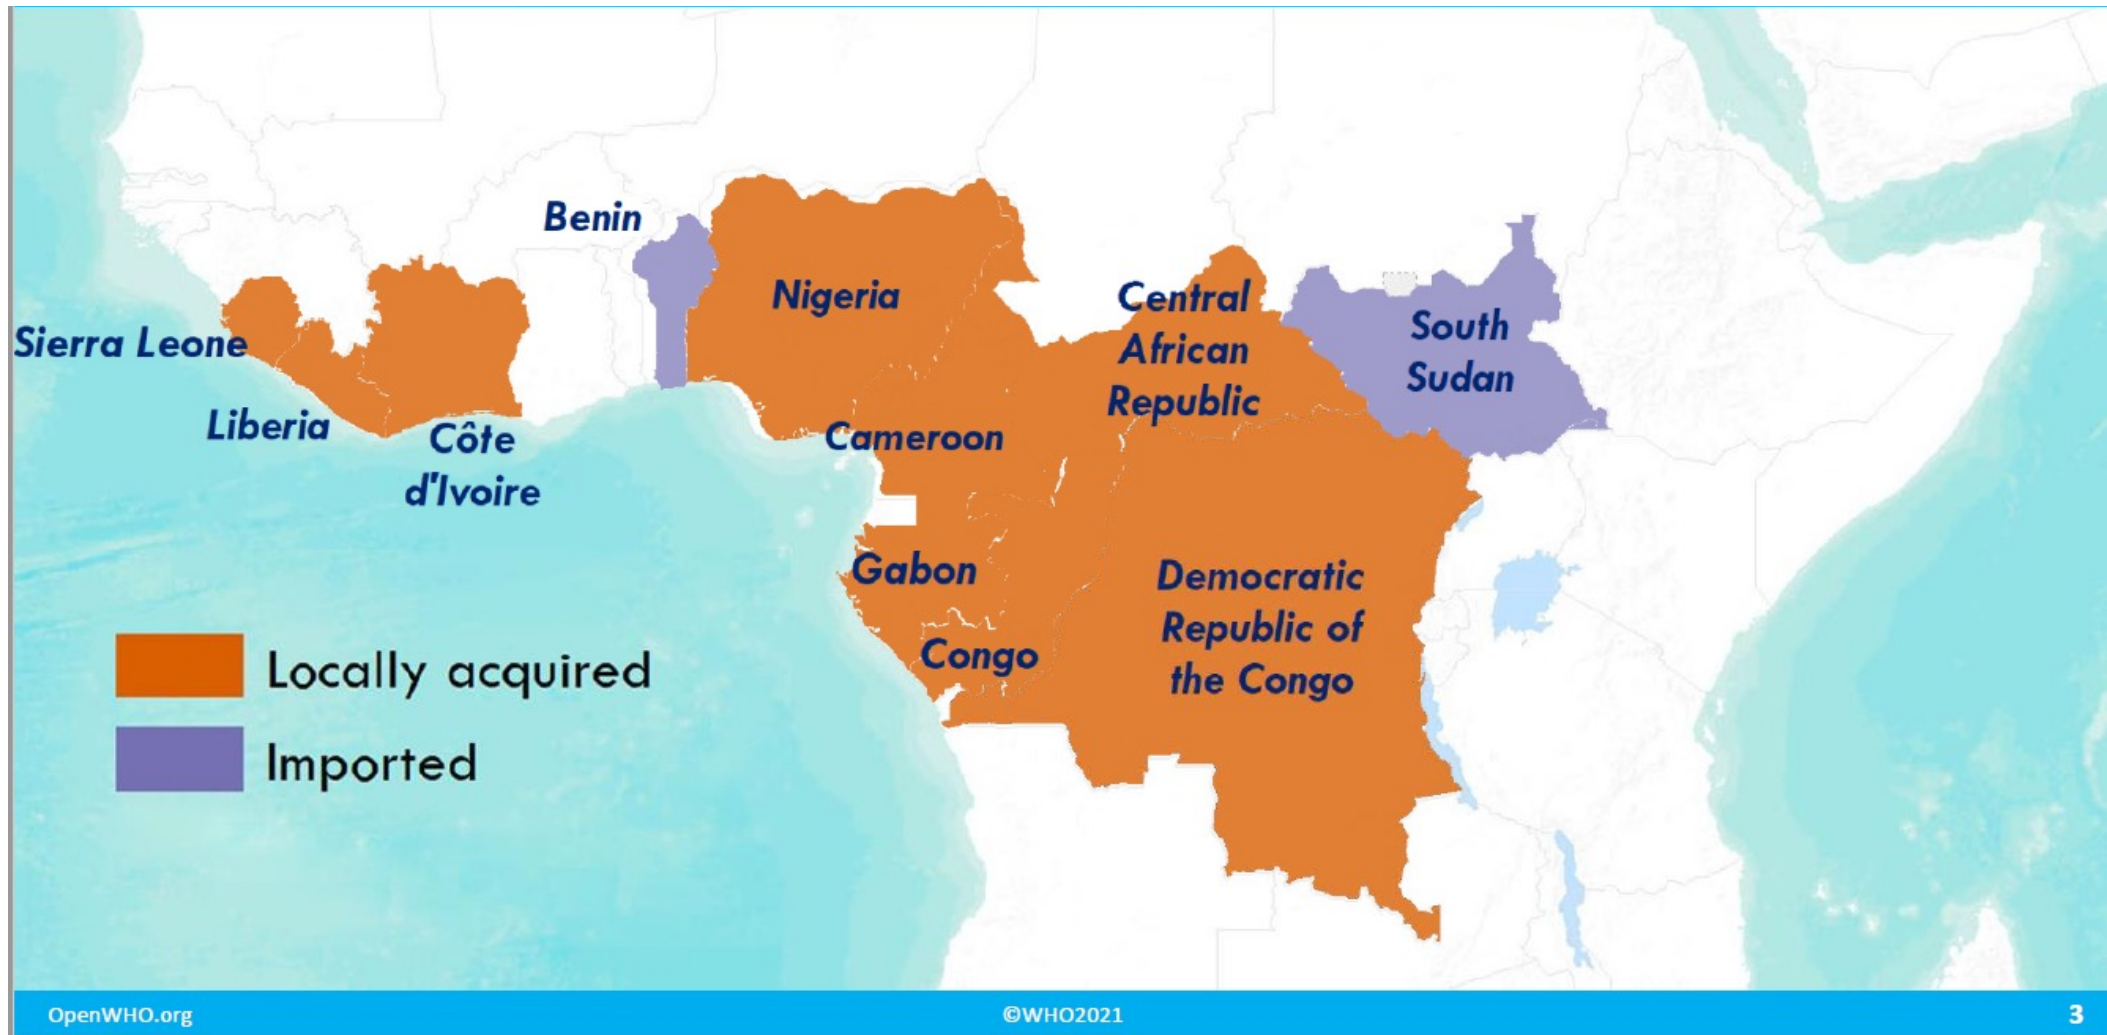 Benin
Nigeria
Central
African
Republic
South
Sudan
Sierra Leone
Liberia
Côte
d'Ivoire
Cameroon
Gabon
Congo
Democratic
Republic of
the Congo
Locally acquired
Imported
OpenWHO.org
©WHO2021
3